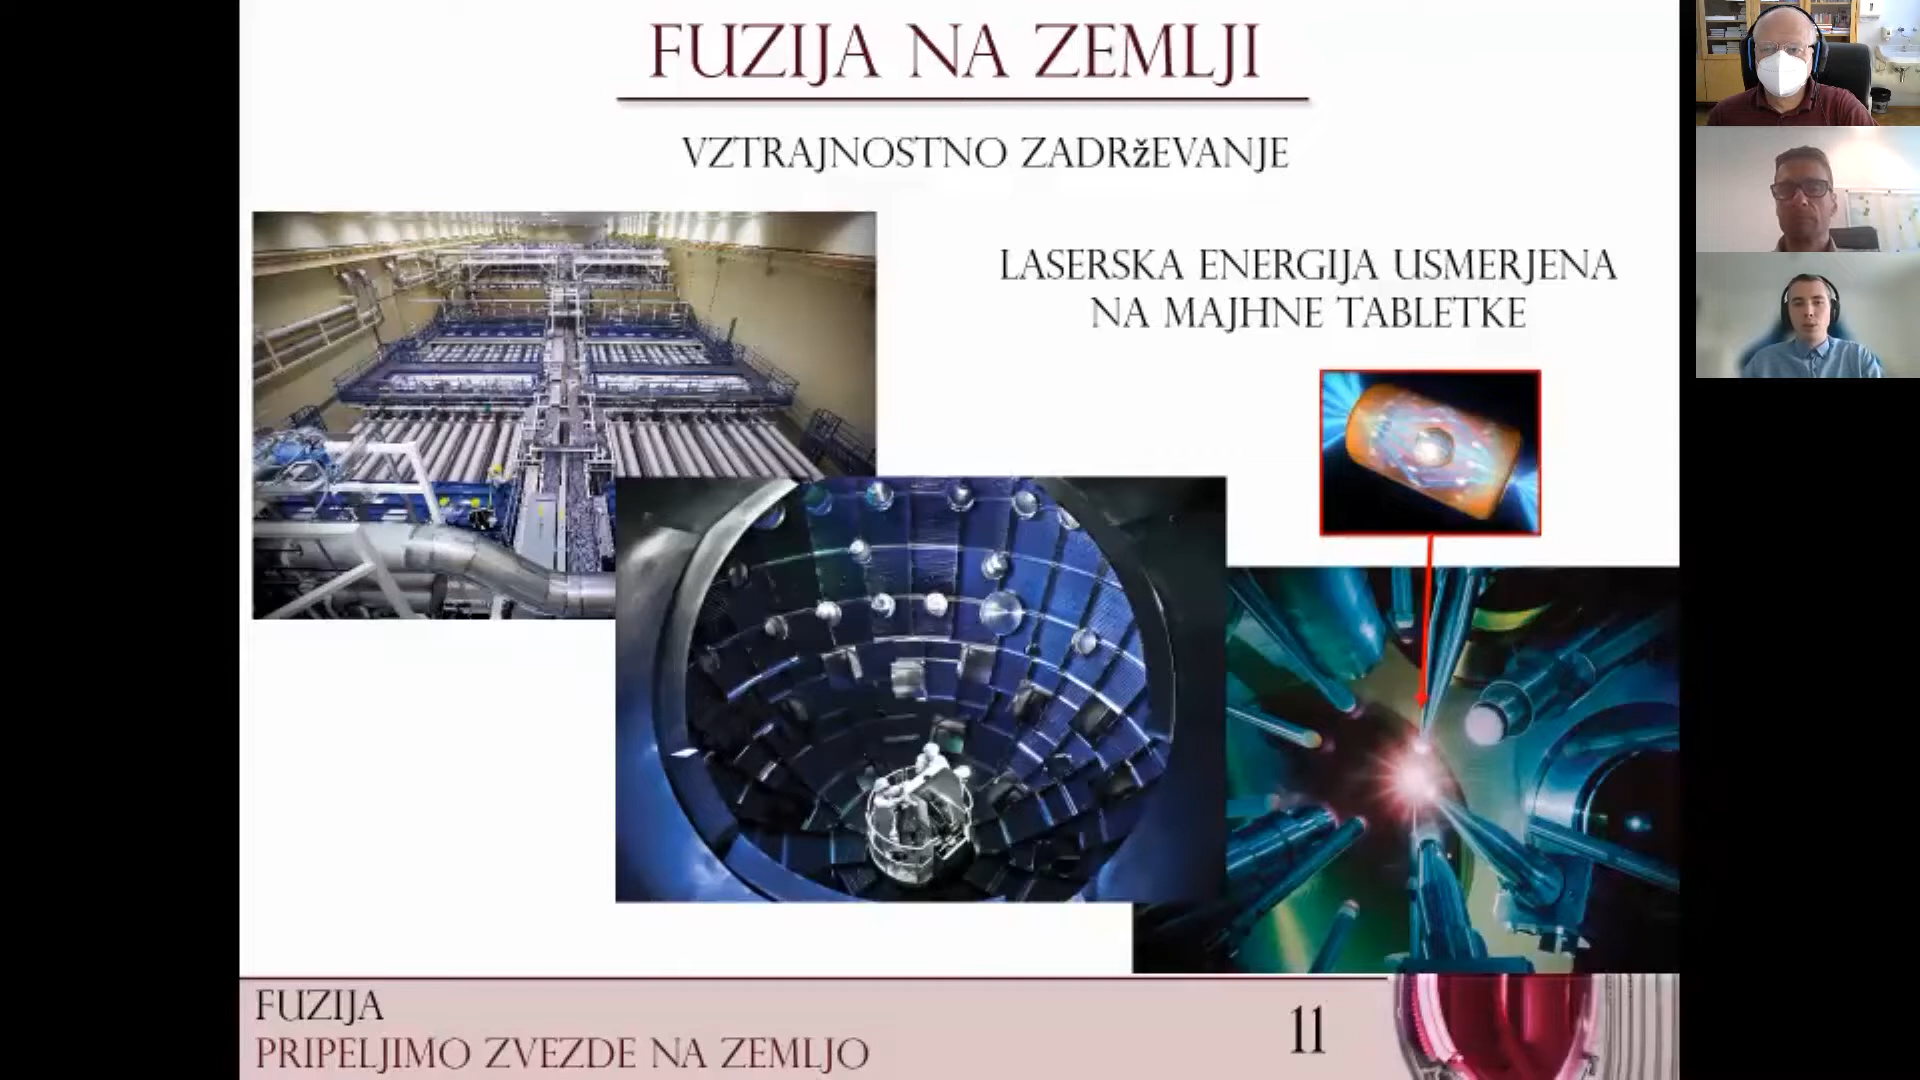 FUZIJA NA ZEMLJI
VZTRAJNOSTNO ZADRžEVANJE
LASERSKA ENERGIJA USMERJENA
NA MAJHNE TABLETKE
FUZIJA
PRIPELJIMO ZVEZDE NA ZEMLJO
11